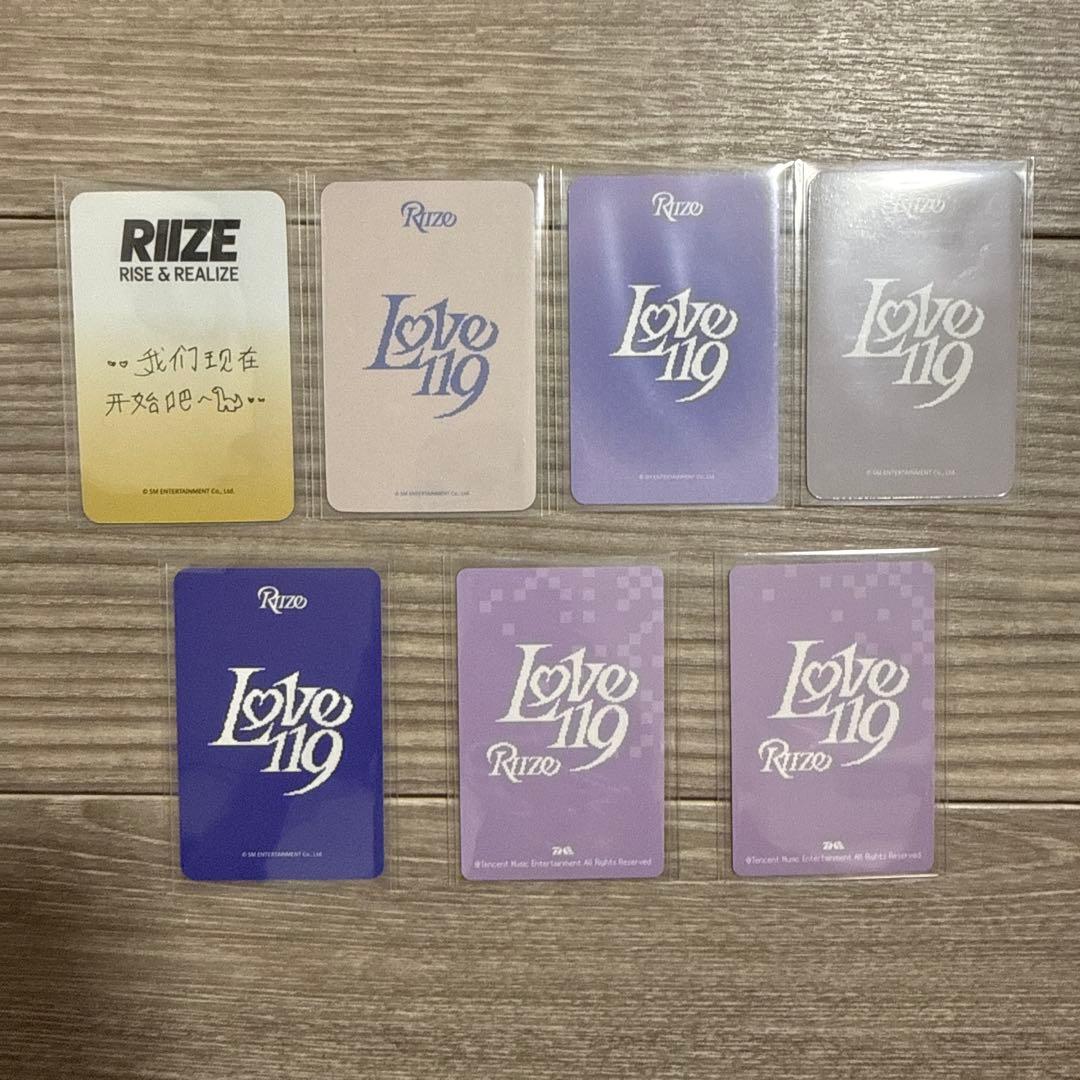 RIIZE
RISE & REALIZE
我们现在
开始吧~
© SM ENTERTAINMENT Co., Ltd.
RIIZE
Love
119
© SM ENTERTAINMENT Co., Ltd.
RIIZE
Love
119
© SM ENTERTAINMENT Co., Ltd.
RIIZE
Love
119
© SM ENTERTAINMENT Co., Ltd.
RIIZE
Love
119
© SM ENTERTAINMENT Co., Ltd.
Love
119
RIIZE
@Tencent Music Entertainment All Rights Reserved
Love
119
RIIZE
@Tencent Music Entertainment All Rights Reserved